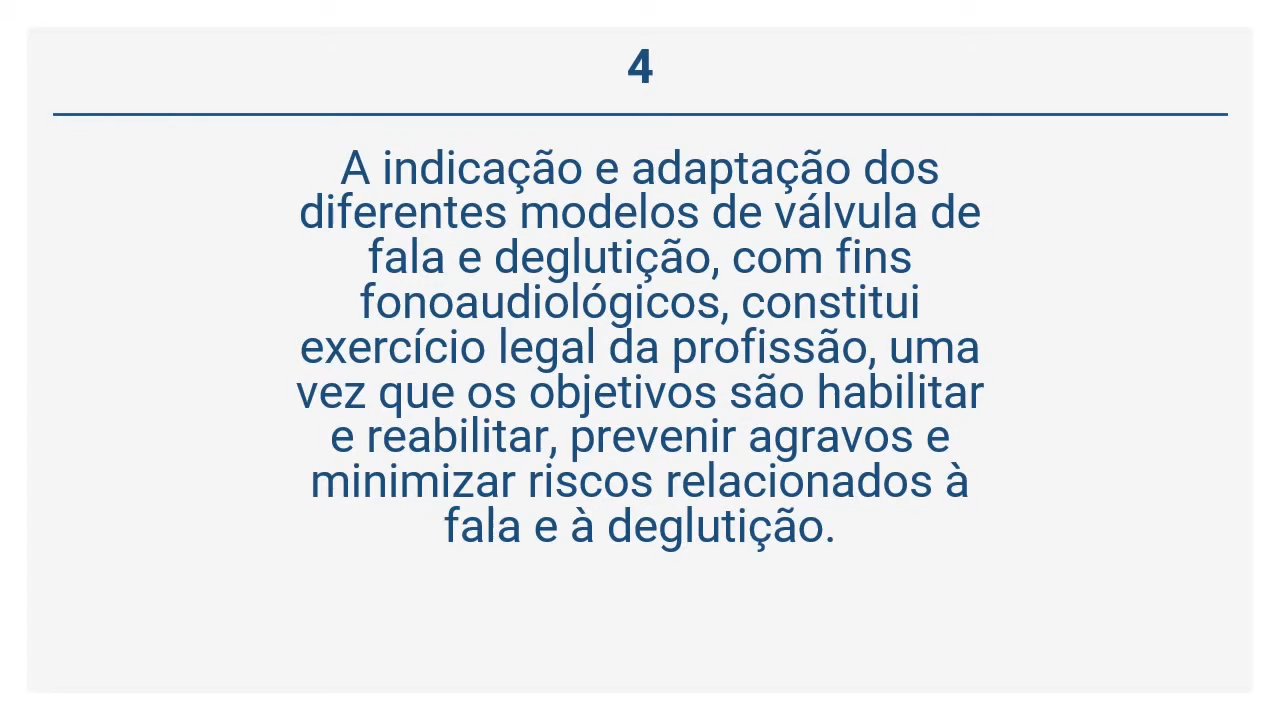 4
A indicação e adaptação dos
diferentes modelos de válvula de
fala e deglutição, com fins
fonoaudiológicos, constitui
exercício legal da profissão, uma
vez que os objetivos são habilitar
e reabilitar, prevenir agravos e
minimizar riscos relacionados à
fala e à deglutição.